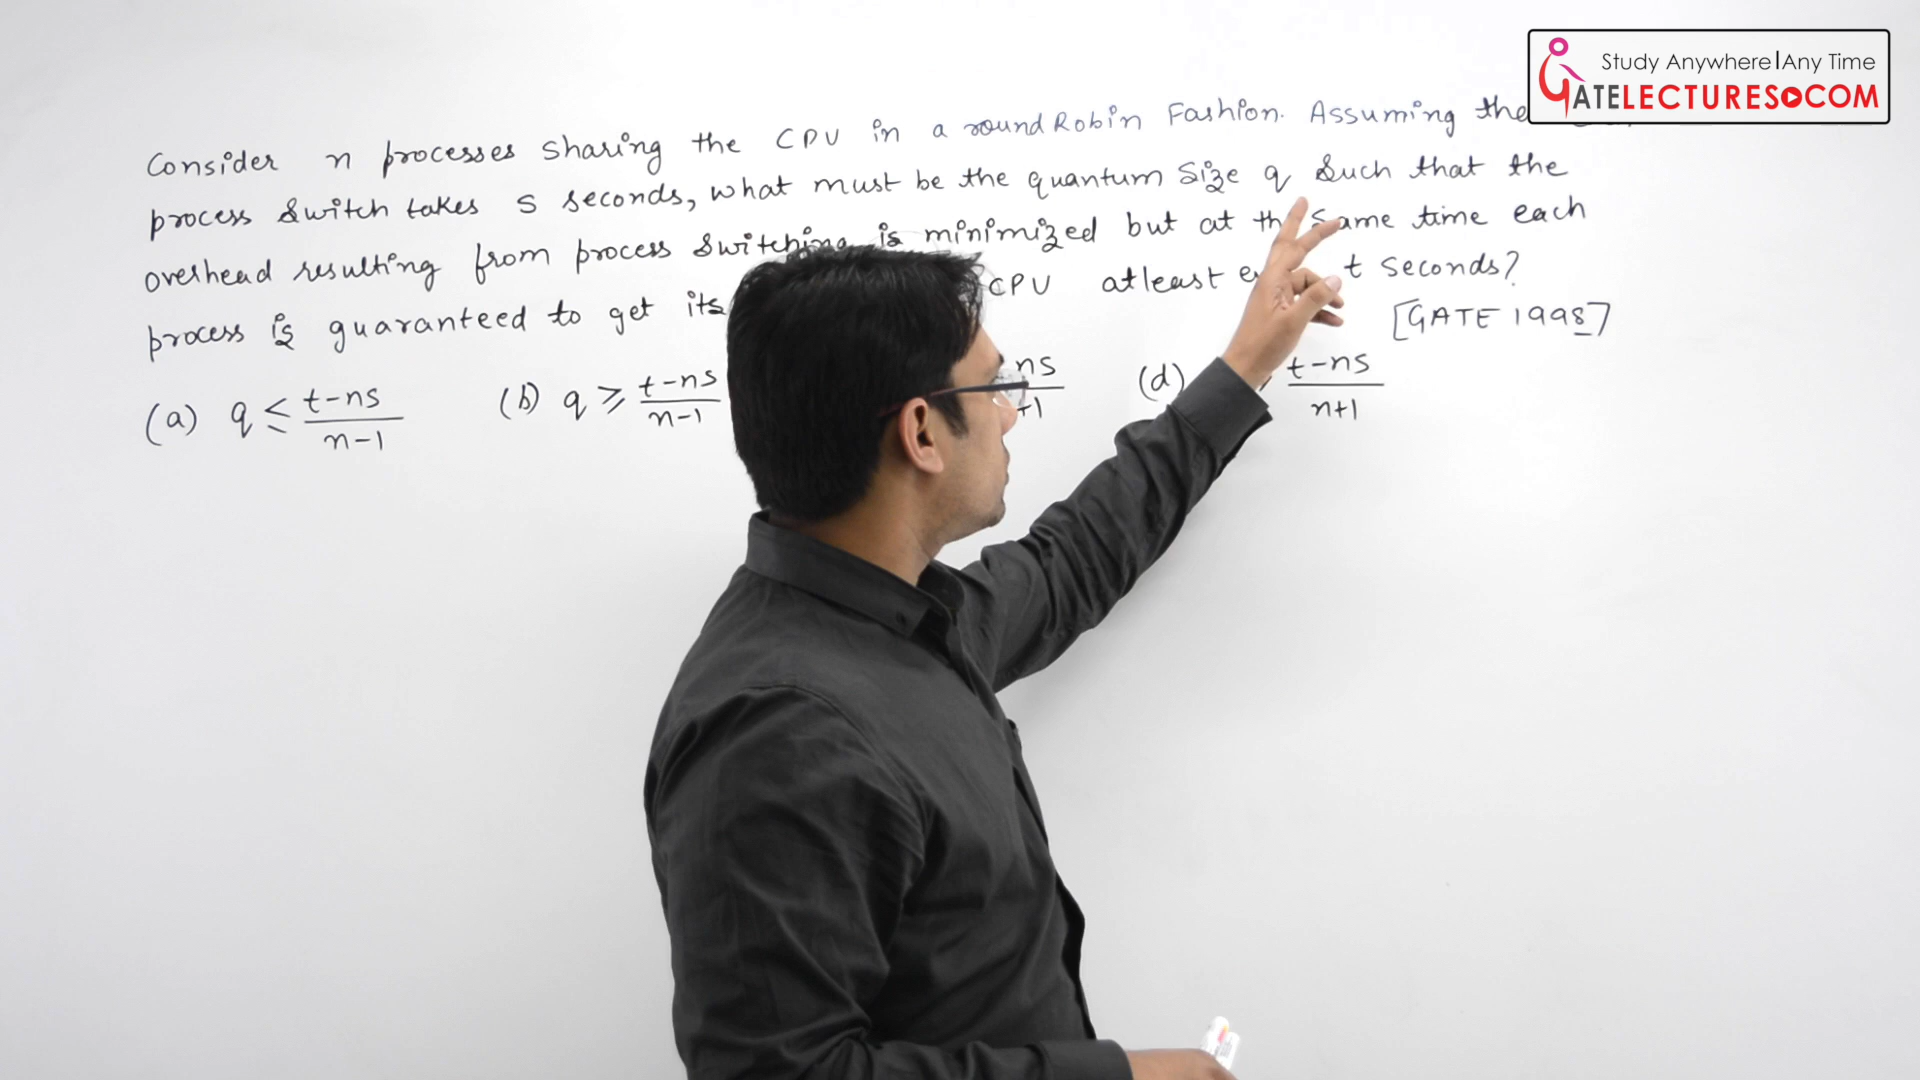 Study Anywhere|Any Time
GATELECTURES.COM
Consider n processes sharing the CPU in a round Robin Fashion. Assuming the
process switch takes s seconds, what must be the quantum size q such that the
overhead resulting from process switching is minimized but at the same time each
process is guaranteed to get its CPU atleast t seconds?
[GATE 1998]
(a) q ≤ t-ns / n-1 (b) q ≥ t-ns / n-1 ns / +1 (d) t-ns / n+1